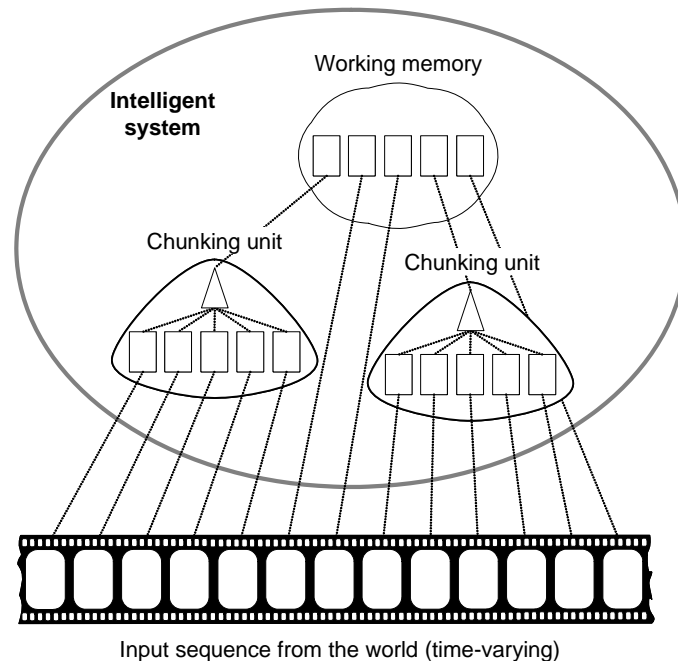 Working memory
Intelligent
system
Chunking unit
Chunking unit
Input sequence from the world (time-varying)